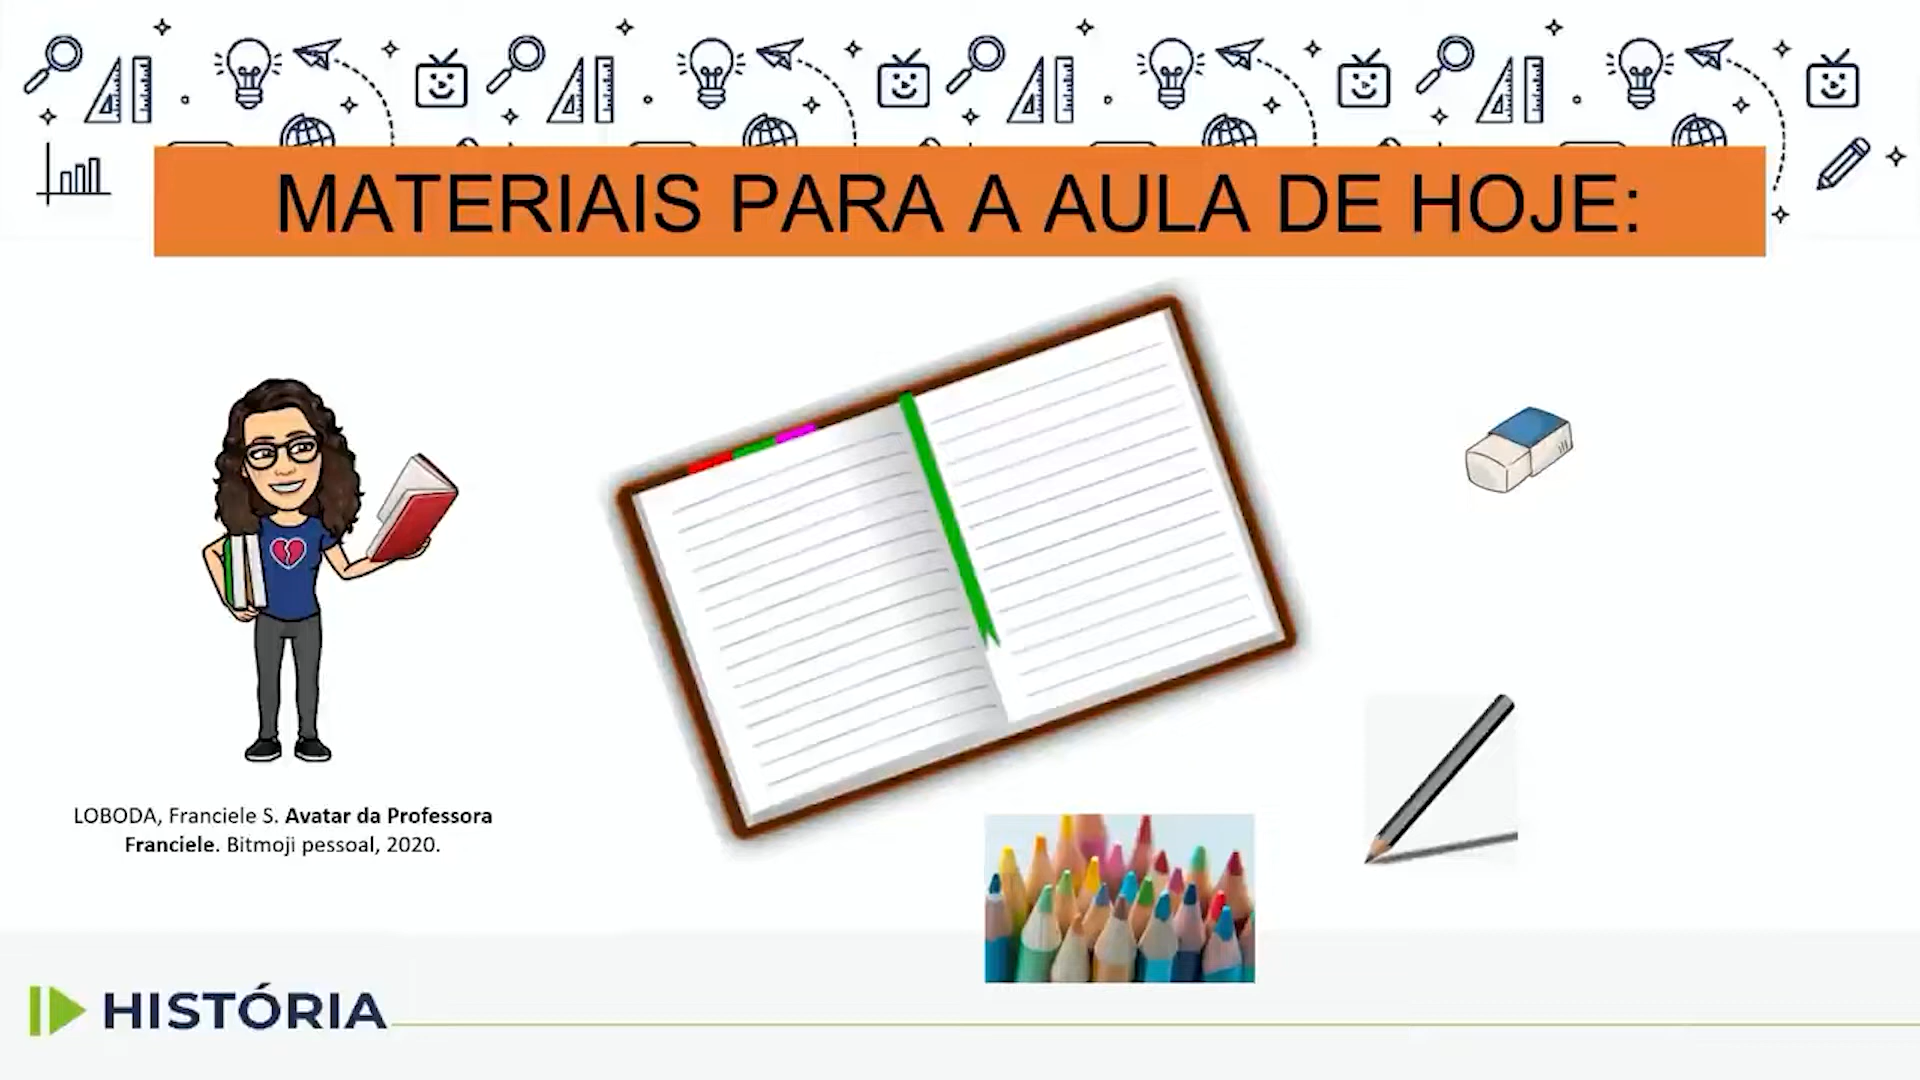 MATERIAIS PARA A AULA DE HOJE:
LOBODA, Franciele S. Avatar da Professora
Franciele. Bitmoji pessoal, 2020.
HISTÓRIA